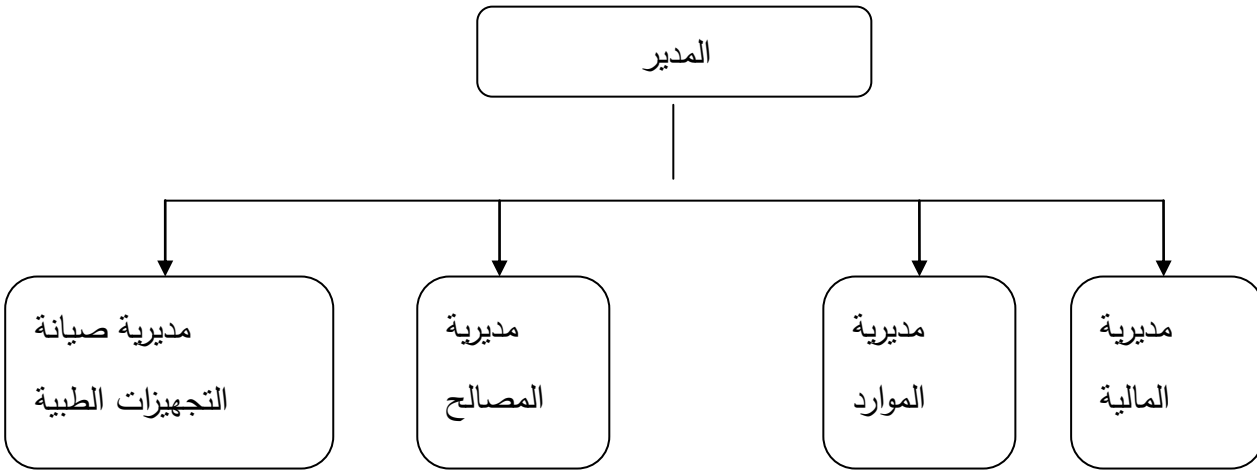 المدير
مديرية
المالية
مديرية
الموارد
مديرية
المصالح
مديرية صيانة
التجهيزات الطبية